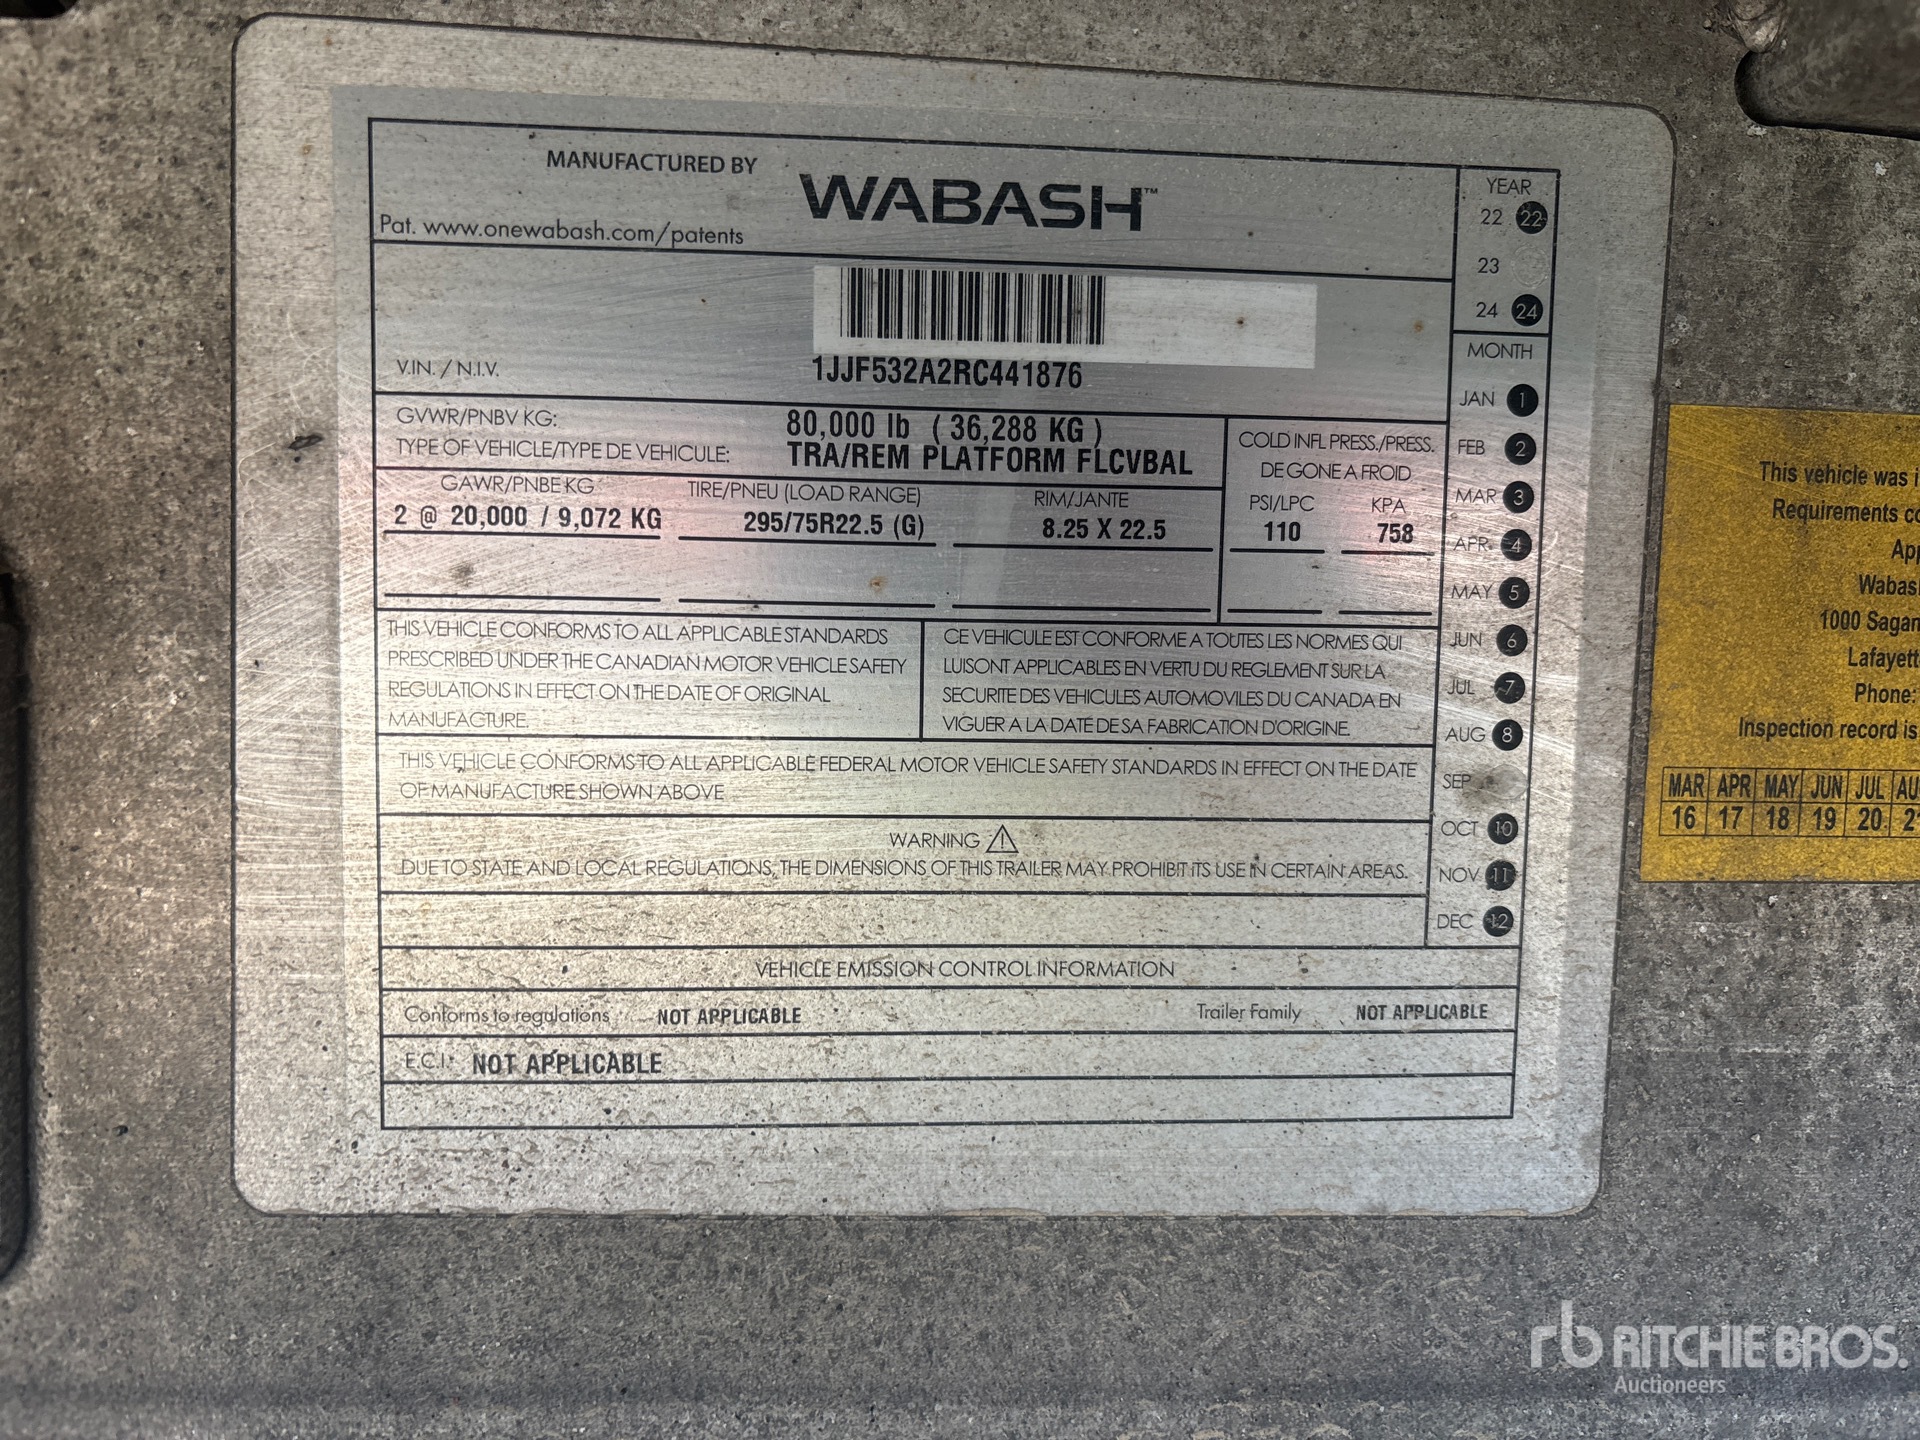 MANUFACTURED BY WABASH™
Pat. www.onewabash.com/patents
V.IN. / N.I.V. 1JJF532A2RC441876
GVWR/PNBV KG: 80,000 lb ( 36,288 KG )
TYPE OF VEHICLE/TYPE DE VEHICULE: TRA/REM PLATFORM FLCVBAL
COLD INFL PRESS./PRESS.
DE GONE A FROID
GAWR/PNBE KG TIRE/PNEU (LOAD RANGE) RIM/JANTE PSI/LPC KPA
2 @ 20,000 / 9,072 KG 295/75R22.5 (G) 8.25 X 22.5 110 758
THIS VEHICLE CONFORMS TO ALL APPLICABLE STANDARDS
PRESCRIBED UNDER THE CANADIAN MOTOR VEHICLE SAFETY
REGULATIONS IN EFFECT ON THE DATE OF ORIGINAL
MANUFACTURE.
CE VEHICULE EST CONFORME A TOUTES LES NORMES QUI
LUISONT APPLICABLES EN VERTU DU REGLEMENT SUR LA
SECURITE DES VEHICULES AUTOMOVILES DU CANADA EN
VIGUER A LA DATE DE SA FABRICATION D'ORIGINE.
THIS VEHICLE CONFORMS TO ALL APPLICABLE FEDERAL MOTOR VEHICLE SAFETY STANDARDS IN EFFECT ON THE DATE
OF MANUFACTURE SHOWN ABOVE
WARNING
DUE TO STATE AND LOCAL REGULATIONS, THE DIMENSIONS OF THIS TRAILER MAY PROHIBIT ITS USE IN CERTAIN AREAS.
VEHICLE EMISSION CONTROL INFORMATION
Conforms to regulations NOT APPLICABLE Trailer Family NOT APPLICABLE
E.C.I. NOT APPLICABLE
YEAR
22 22
23
24 24
MONTH
JAN 1
FEB 2
MAR 3
APR 4
MAY 5
JUN 6
JUL 7
AUG 8
SEP
OCT 10
NOV 11
DEC 12
This vehicle was
Requirements
Wabash
1000 Sagam
Lafayett
Phone:
Inspection record is
MAR APR MAY JUN JUL AU
16 17 18 19 20
rb RITCHIE BROS.
Auctioneers